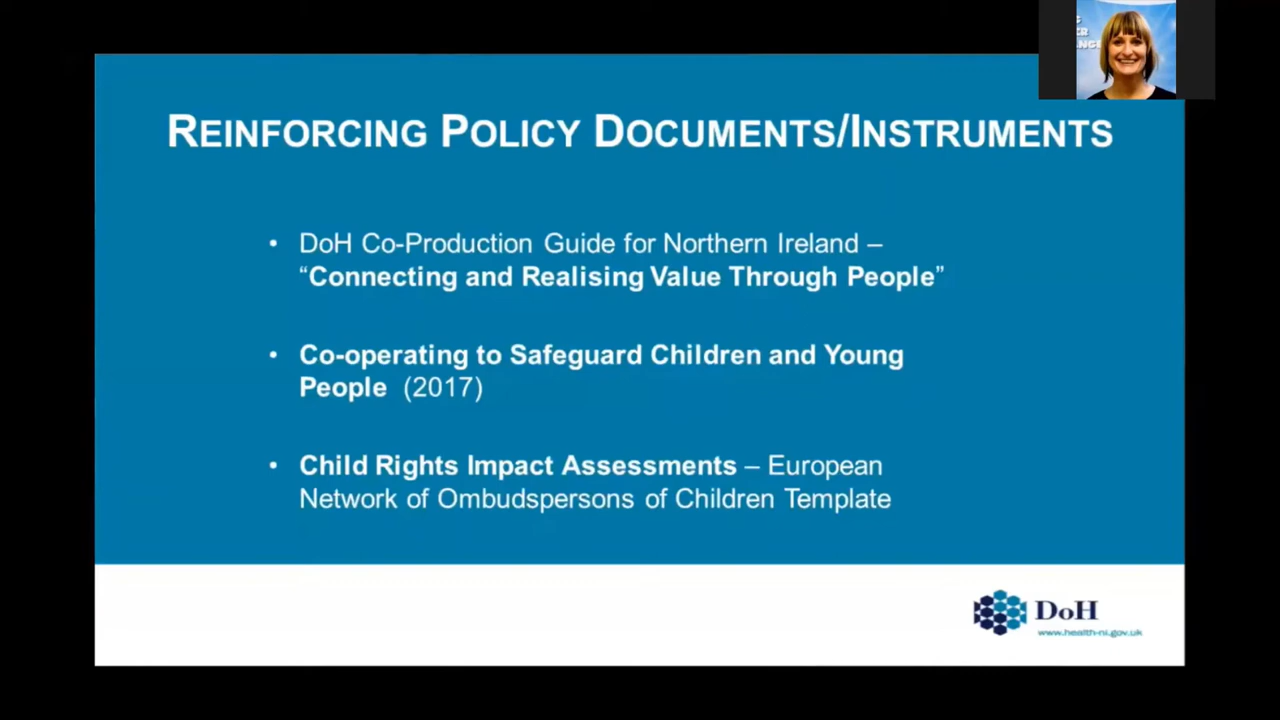 REINFORCING POLICY DOCUMENTS/INSTRUMENTS
• DoH Co-Production Guide for Northern Ireland –
“Connecting and Realising Value Through People”
• Co-operating to Safeguard Children and Young
People (2017)
• Child Rights Impact Assessments – European
Network of Ombudspersons of Children Template
DoH
www.health-ni.gov.uk